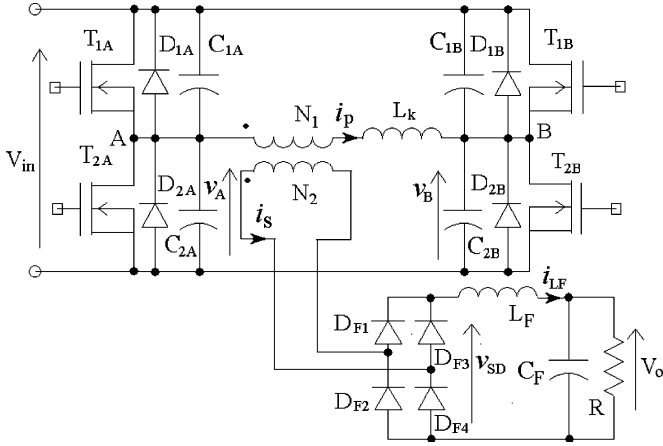 T1A D1A C1A C1B D1B T1B
N1 ip Lk
A B
Vin
T2A D2A C2A vA N2 is vB D2B C2B T2B
iLF
DF1 LF
DF3 vSD CF Vo
DF2 R
DF4